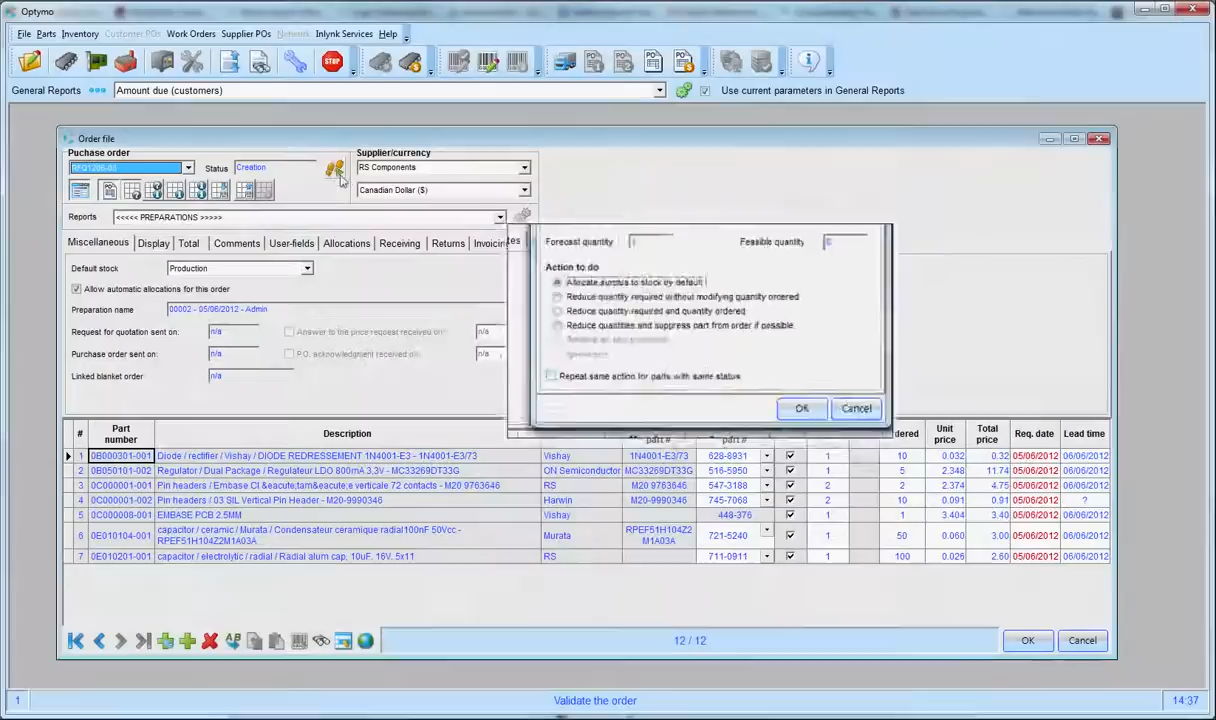 Optymo
File Parts Inventory Customer POs Work Orders Supplier POs Network Inlynk Services Help
General Reports Amount due (customers) Use current parameters in General Reports
Order file
Puchase order Supplier/currency
Status Creation RS Components
Canadian Dollar ($)
Reports <<<<< PREPARATIONS >>>>>
Miscellaneous Display Total Comments User-fields Allocations Receiving Returns Invoicin tes
Forecast quantity Feasible quantity
Default stock Production
Action to do
Allocate surplus to stock by default
Allow automatic allocations for this order
Reduce quantity required without modifying quantity ordered
Preparation name 00002 - 05/06/2012 - Admin
Reduce quantity required and quantity ordered
Reduce quantities and suppress part from order if possible
Request for quotation sent on: n/a Answer to the price request received on: n/a
Purchase order sent on: n/a P.O. acknowledgment received on: n/a
Linked blanket order n/a
Repeat same action for parts with same status
OK Cancel
# Part number Description part # dered Unit price Total price Req. date Lead time
1 0B000301-001 Diode / rectifier / Vishay / DIODE REDRESSEMENT 1N4001-E3 - 1N4001-E3/73 Vishay 1N4001-E3/73 628-8931 1 10 0.032 0.32 05/06/2012 06/06/2012
2 0B050101-002 Regulator / Dual Package / Regulateur LDO 800mA 3,3V - MC33269DT33G ON Semiconductor MC33269DT33G 516-5950 1 5 2.348 11.74 05/06/2012 06/06/2012
3 0C000001-001 Pin headers / Embase CI &eacute;tam&eacute;e verticale 72 contacts - M20 9763646 RS M20 9763646 547-3188 2 2 2.374 4.75 05/06/2012 06/06/2012
4 0C000001-002 Pin headers / 03 SIL Vertical Pin Header - M20-9990346 Harwin M20-9990346 745-7068 2 10 0.091 0.91 05/06/2012 ?
5 0C000008-001 EMBASE PCB 2.5MM Vishay 448-376 1 1 3.404 3.40 05/06/2012 06/06/2012
6 0E010104-001 capacitor / ceramic / Murata / Condensateur ceramique radial100nF 50Vcc - RPEF51H104Z2M1A03A Murata RPEF51H104Z2 M1A03A 721-5240 1 50 0.060 3.00 05/06/2012 06/06/2012
7 0E010201-001 capacitor / electrolytic / radial / Radial alum cap, 10uF. 16V. 5x11 RS 711-0911 1 100 0.026 2.60 05/06/2012 06/06/2012
12 / 12 OK Cancel
1 Validate the order 14:37